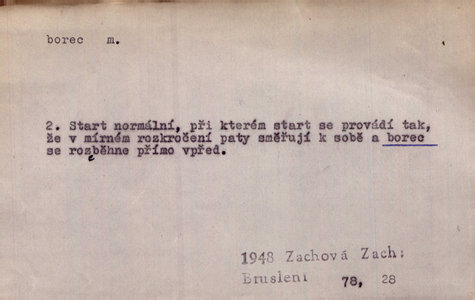 borec m.
2. Start normální, při kterém start se provádí tak,
že v mírném rozkročení paty směřují k sobě a borec
se rozběhne přímo vpřed.
1948 Zachová Zach:
Bruslení 78, 28